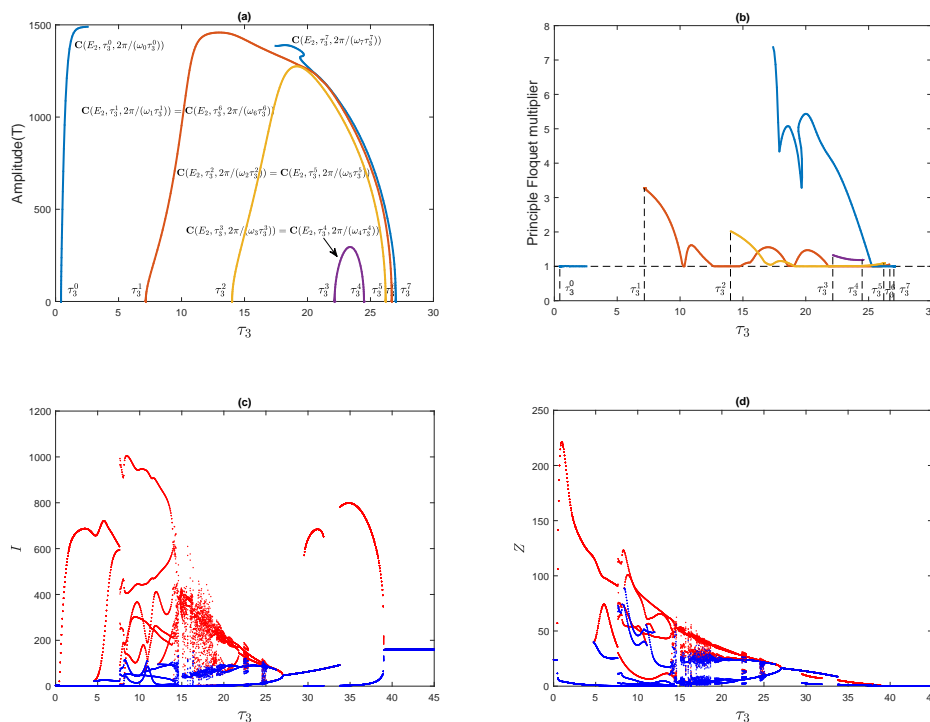 (a)
1500
1000
500
0
Amplitude(T)
C(E₂, τ₃⁰, 2π/(ω₀τ₃⁰))
C(E₂, τ₃⁷, 2π/(ω₇τ₃⁷))
C(E₂, τ₃¹, 2π/(ω₁τ₃¹)) = C(E₂, τ₃⁶, 2π/(ω₆τ₃⁶))
C(E₂, τ₃², 2π/(ω₂τ₃²)) = C(E₂, τ₃⁵, 2π/(ω₅τ₃⁵))
C(E₂, τ₃³, 2π/(ω₃τ₃³)) = C(E₂, τ₃⁴, 2π/(ω₄τ₃⁴))
τ₃⁰ τ₃¹ τ₃² τ₃³ τ₃⁴ τ₃⁵ τ₃⁶ τ₃⁷
0 5 10 15 20 25 30
τ₃
(b)
8
7
6
5
4
3
2
1
0
Principle Floquet multiplier
τ₃⁰ τ₃¹ τ₃² τ₃³ τ₃⁴ τ₃⁵ τ₃⁶ τ₃⁷
0 5 10 15 20 25 30
τ₃
(c)
1200
1000
800
600
400
200
0
I
0 5 10 15 20 25 30 35 40 45
τ₃
(d)
250
200
150
100
50
0
Z
0 5 10 15 20 25 30 35 40 45
τ₃